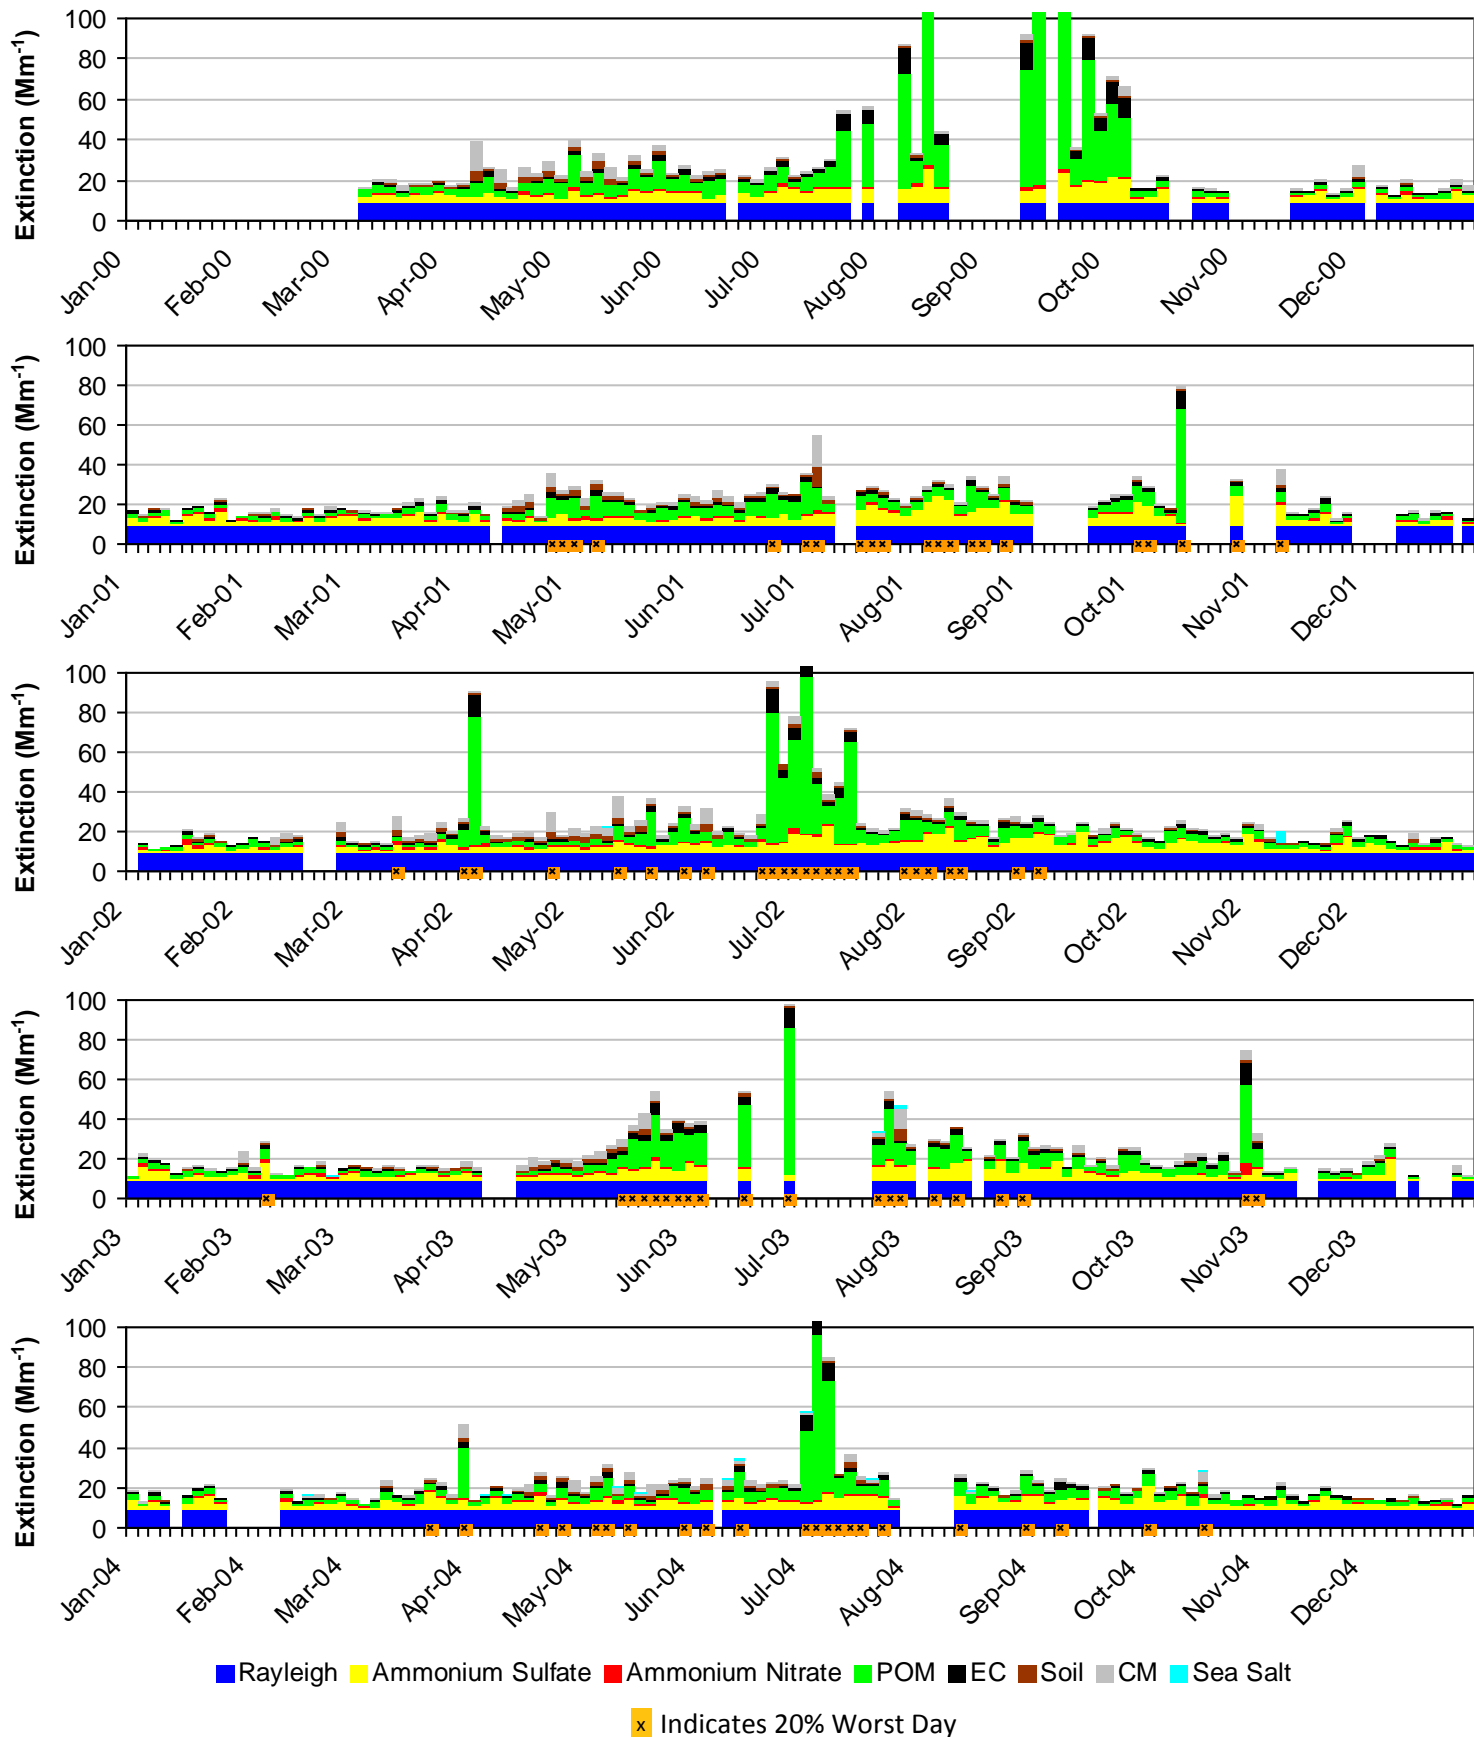 Extinction (Mm-1)
100
80
60
40
20
0
Jan-00 Feb-00 Mar-00 Apr-00 May-00 Jun-00 Jul-00 Aug-00 Sep-00 Oct-00 Nov-00 Dec-00
Extinction (Mm-1)
100
80
60
40
20
0
Jan-01 Feb-01 Mar-01 Apr-01 May-01 Jun-01 Jul-01 Aug-01 Sep-01 Oct-01 Nov-01 Dec-01
Extinction (Mm-1)
100
80
60
40
20
0
Jan-02 Feb-02 Mar-02 Apr-02 May-02 Jun-02 Jul-02 Aug-02 Sep-02 Oct-02 Nov-02 Dec-02
Extinction (Mm-1)
100
80
60
40
20
0
Jan-03 Feb-03 Mar-03 Apr-03 May-03 Jun-03 Jul-03 Aug-03 Sep-03 Oct-03 Nov-03 Dec-03
Extinction (Mm-1)
100
80
60
40
20
0
Jan-04 Feb-04 Mar-04 Apr-04 May-04 Jun-04 Jul-04 Aug-04 Sep-04 Oct-04 Nov-04 Dec-04
Rayleigh Ammonium Sulfate Ammonium Nitrate POM EC Soil CM Sea Salt
x Indicates 20% Worst Day